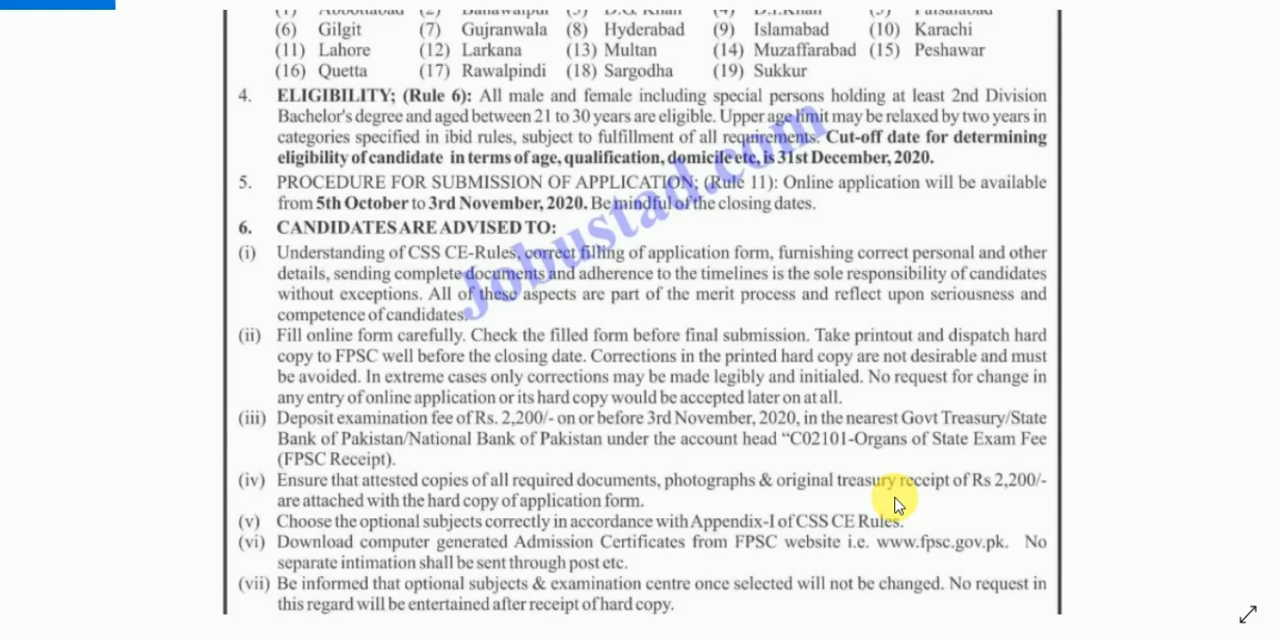 (6) Gilgit (7) Gujranwala (8) Hyderabad (9) Islamabad (10) Karachi
(11) Lahore (12) Larkana (13) Multan (14) Muzaffarabad (15) Peshawar
(16) Quetta (17) Rawalpindi (18) Sargodha (19) Sukkur
4. ELIGIBILITY; (Rule 6): All male and female including special persons holding at least 2nd Division
Bachelor's degree and aged between 21 to 30 years are eligible. Upper age limit may be relaxed by two years in
categories specified in ibid rules, subject to fulfillment of all requirements. Cut-off date for determining
eligibility of candidate in terms of age, qualification, domicile etc, is 31st December, 2020.
5. PROCEDURE FOR SUBMISSION OF APPLICATION; (Rule 11): Online application will be available
from 5th October to 3rd November, 2020. Be mindful of the closing dates.
6. CANDIDATES ARE ADVISED TO:
(i) Understanding of CSS CE-Rules, correct filling of application form, furnishing correct personal and other
details, sending complete documents and adherence to the timelines is the sole responsibility of candidates
without exceptions. All of these aspects are part of the merit process and reflect upon seriousness and
competence of candidates.
(ii) Fill online form carefully. Check the filled form before final submission. Take printout and dispatch hard
copy to FPSC well before the closing date. Corrections in the printed hard copy are not desirable and must
be avoided. In extreme cases only corrections may be made legibly and initialed. No request for change in
any entry of online application or its hard copy would be accepted later on at all.
(iii) Deposit examination fee of Rs. 2,200/- on or before 3rd November, 2020, in the nearest Govt Treasury/State
Bank of Pakistan/National Bank of Pakistan under the account head "C02101-Organs of State Exam Fee
(FPSC Receipt).
(iv) Ensure that attested copies of all required documents, photographs & original treasury receipt of Rs 2,200/-
are attached with the hard copy of application form.
(v) Choose the optional subjects correctly in accordance with Appendix-I of CSS CE Rules.
(vi) Download computer generated Admission Certificates from FPSC website i.e. www.fpsc.gov.pk. No
separate intimation shall be sent through post etc.
(vii) Be informed that optional subjects & examination centre once selected will not be changed. No request in
this regard will be entertained after receipt of hard copy.
Jobustad.com